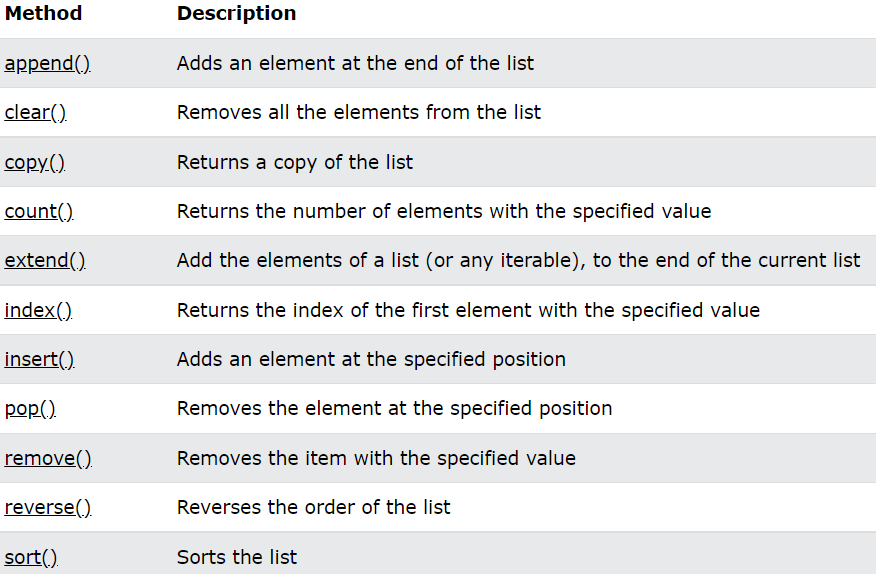 Method Description
append() Adds an element at the end of the list
clear() Removes all the elements from the list
copy() Returns a copy of the list
count() Returns the number of elements with the specified value
extend() Add the elements of a list (or any iterable), to the end of the current list
index() Returns the index of the first element with the specified value
insert() Adds an element at the specified position
pop() Removes the element at the specified position
remove() Removes the item with the specified value
reverse() Reverses the order of the list
sort() Sorts the list